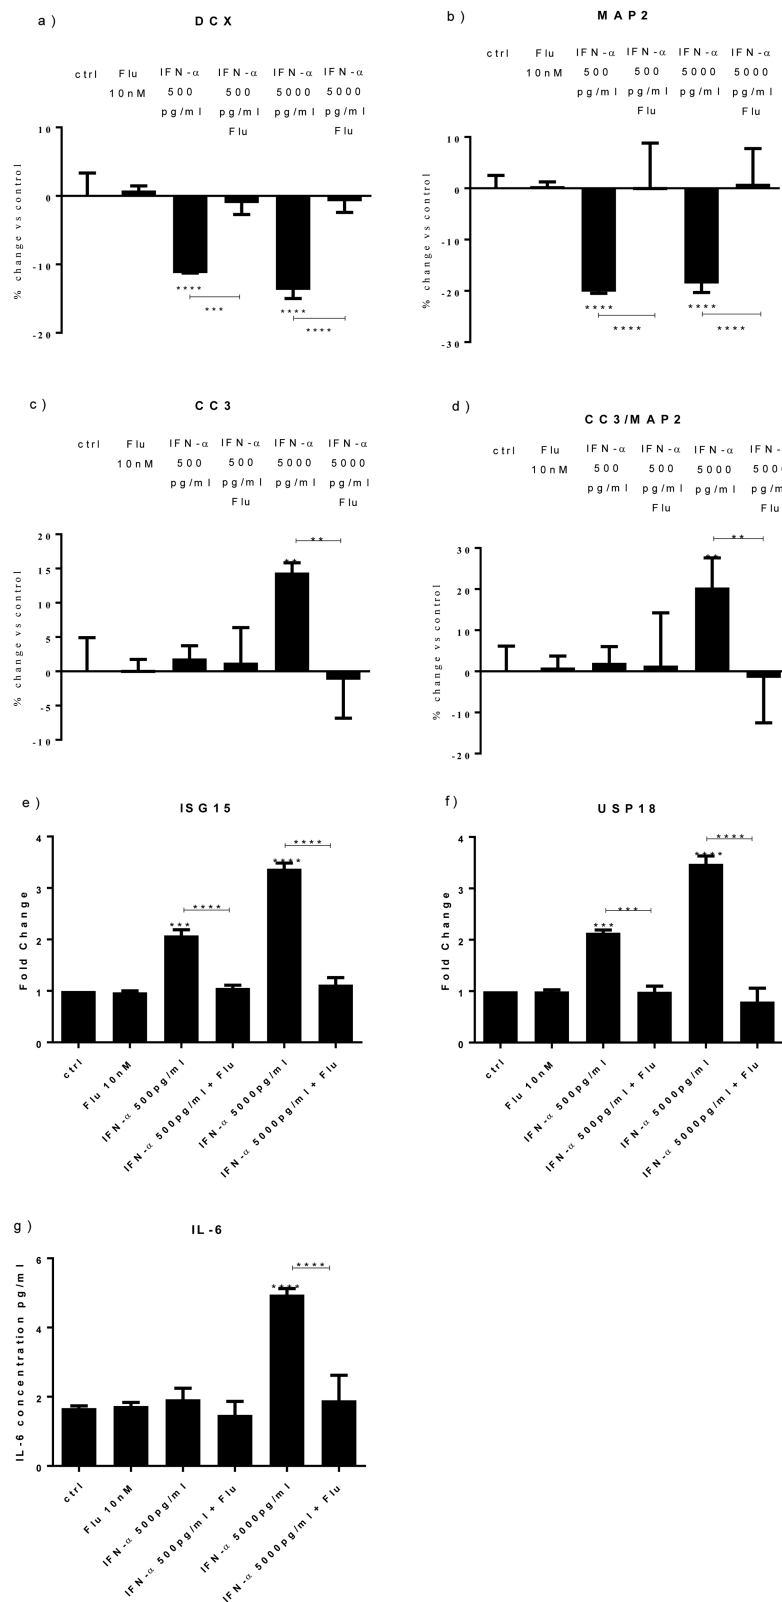 a)
DCX
ctrl
Flu 10nM
IFN-α 500 pg/ml
IFN-α 500 pg/ml Flu
IFN-α 5000 pg/ml
IFN-α 5000 pg/ml Flu
% change vs control
10
0
-10
-20
****
***
****
****
b)
MAP2
ctrl
Flu 10nM
IFN-α 500 pg/ml
IFN-α 500 pg/ml Flu
IFN-α 5000 pg/ml
IFN-α 5000 pg/ml Flu
% change vs control
10
0
-10
-20
-30
****
****
****
****
c)
CC3
ctrl
Flu 10nM
IFN-α 500 pg/ml
IFN-α 500 pg/ml Flu
IFN-α 5000 pg/ml
IFN-α 5000 pg/ml Flu
% change vs control
20
15
10
5
0
-5
-10
**
**
d)
CC3/MAP2
ctrl
Flu 10nM
IFN-α 500 pg/ml
IFN-α 500 pg/ml Flu
IFN-α 5000 pg/ml
IFN- 500 pg/m Flu
% change vs control
30
20
10
0
-10
-20
**
**
e)
ISG15
Fold Change
4
3
2
1
0
***
****
****
****
ctrl
Flu 10nM
IFN-α 500pg/ml
IFN-α 500pg/ml + Flu
IFN-α 5000pg/ml
IFN-α 5000pg/ml + Flu
f)
USP18
Fold Change
4
3
2
1
0
***
***
****
****
ctrl
Flu 10nM
IFN-α 500pg/ml
IFN-α 500pg/ml + Flu
IFN-α 5000pg/ml
IFN-α 5000pg/ml + Flu
g)
IL-6
IL-6 concentration pg/ml
6
4
2
0
****
****
ctrl
Flu 10nM
IFN-α 500pg/ml
IFN-α 500pg/ml + Flu
IFN-α 5000pg/ml
IFN-α 5000pg/ml + Flu